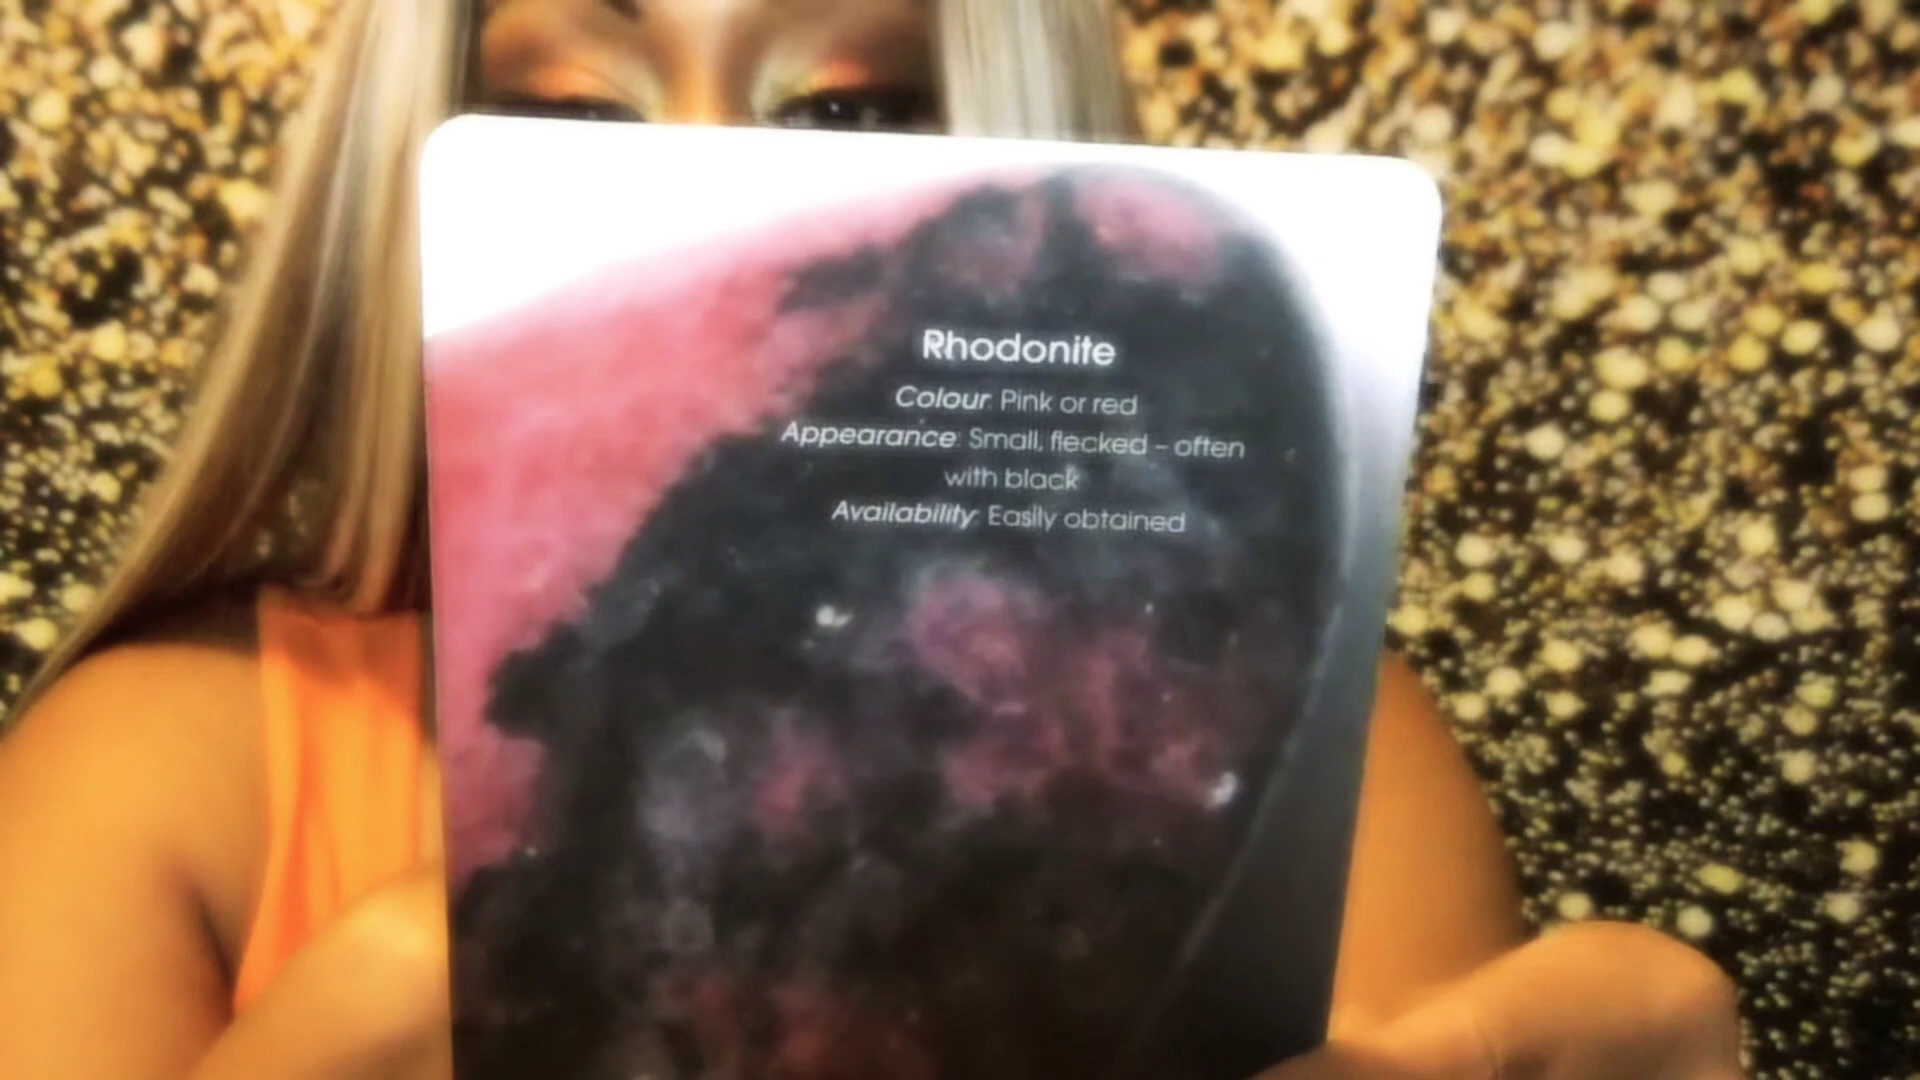 Rhodonite
Colour: Pink or red
Appearance: Small, flecked – often
with black
Availability: Easily obtained